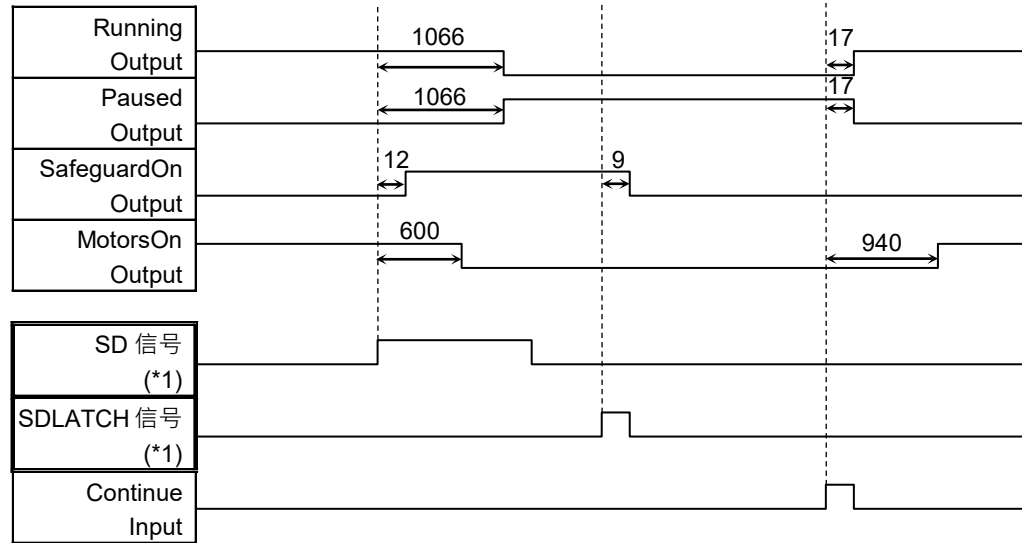 Running
Output
1066
17
Paused
Output
1066
17
SafeguardOn
Output
12
9
MotorsOn
Output
600
940
SD 信号
(*1)
SDLATCH 信号
(*1)
Continue
Input